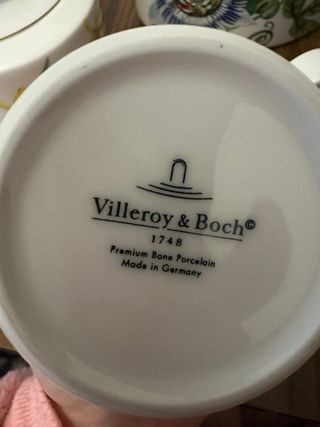 Villeroy & Boch©
1748
Premium Bone Porcelain
Made in Germany